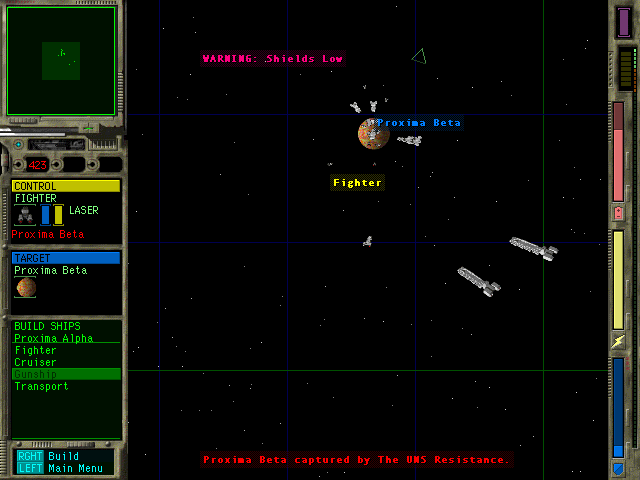 WARNING: Shields Low
Proxima Beta
Fighter
423
CONTROL
FIGHTER
LASER
Proxima Beta
TARGET
Proxima Beta
BUILD SHIPS
Proxima Alpha
Fighter
Cruiser
Gunship
Transport
RGHT Build
LEFT Main Menu
Proxima Beta captured by The UNS Resistance.